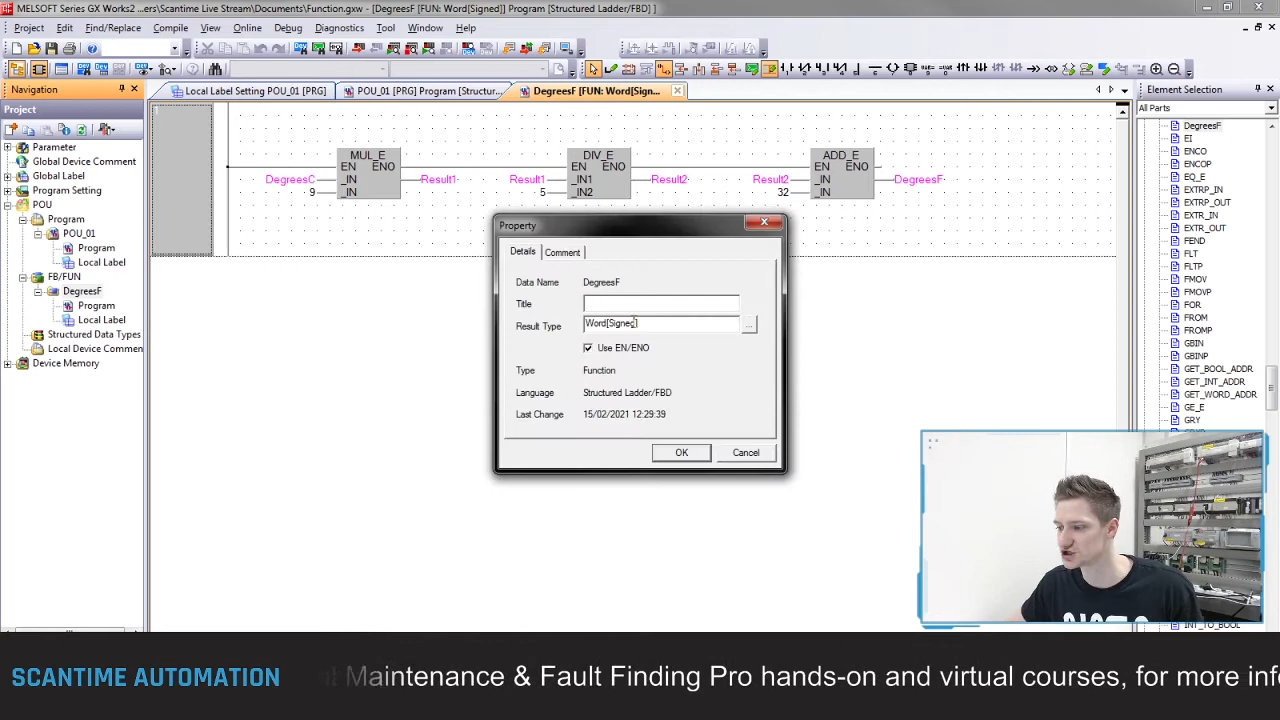 MELSOFT Series GX Works2 ...ers\Scantime Live Stream\Documents\Function.gxw - [DegreesF [FUN: Word[Signed]] Program [Structured Ladder/FBD] ]
Project Edit Find/Replace Compile View Online Debug Diagnostics Tool Window Help
Navigation
Local Label Setting POU_01 [PRG]
POU_01 [PRG] Program [Structur...
DegreesF [FUN: Word[Sign...
Element Selection
Project
All Parts
Parameter
Global Device Comment
Global Label
Program Setting
POU
Program
POU_01
Program
Local Label
FB/FUN
DegreesF
Program
Local Label
Structured Data Types
Local Device Commen
Device Memory
1
MUL_E
EN ENO
DegreesC _IN Result1
9 _IN
DIV_E
EN ENO
Result1 _IN1 Result2
5 _IN2
ADD_E
EN ENO
Result2 _IN DegreesF
32 _IN
Property
Details Comment
Data Name DegreesF
Title
Result Type Word[Signed] ...
Use EN/ENO
Type Function
Language Structured Ladder/FBD
Last Change 15/02/2021 12:29:39
OK Cancel
DegreesF
EI
ENCO
ENCOP
EQ_E
EXTRP_IN
EXTRP_OUT
EXTR_IN
EXTR_OUT
FEND
FLT
FLTP
FMOV
FMOVP
FOR
FROM
FROMP
GBIN
GBINP
GET_BOOL_ADDR
GET_INT_ADDR
GET_WORD_ADDR
GE_E
GRY
INT_TO_BOOL
SCANTIME AUTOMATION
l Maintenance & Fault Finding Pro hands-on and virtual courses, for more info